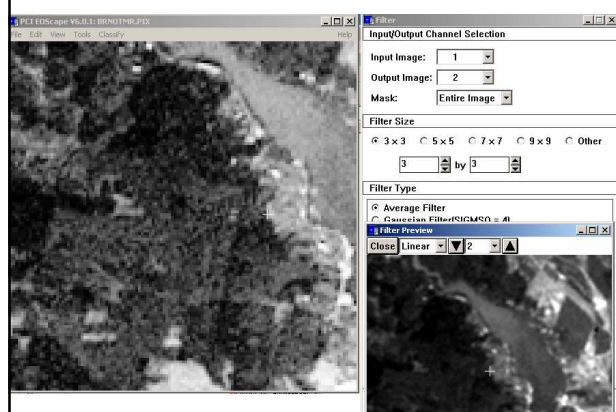 PCI EOScape V6.0.1: BRNOTMR.PIX
File Edit View Tools Classify Help
Filter
Input/Output Channel Selection
Input Image: 1
Output Image: 2
Mask: Entire Image
Filter Size
3 x 3 5 x 5 7 x 7 9 x 9 Other
3 by 3
Filter Type
Average Filter
Gaussian Filter(SIGMSQ = 4)
Filter Preview
Close Linear 2